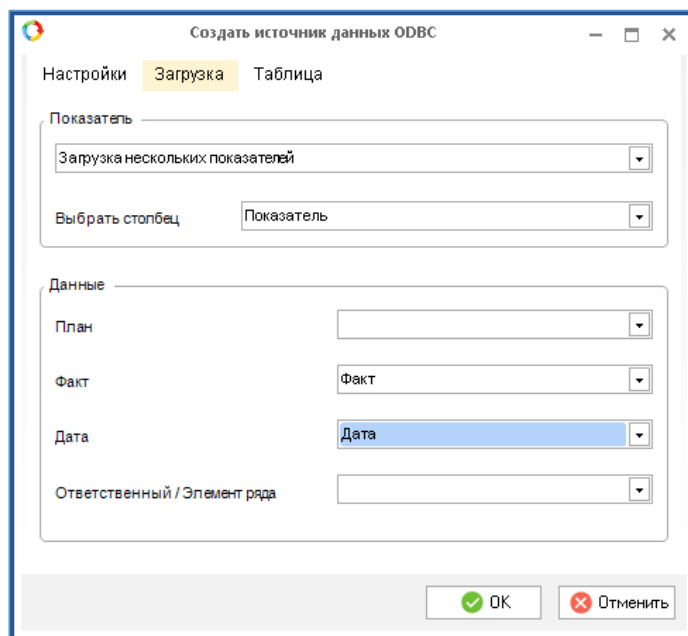 Создать источник данных ODBC
Настройки Загрузка Таблица
Показатель
Загрузка нескольких показателей
Выбрать столбец Показатель
Данные
План
Факт Факт
Дата Дата
Ответственный / Элемент ряда
ОК Отменить